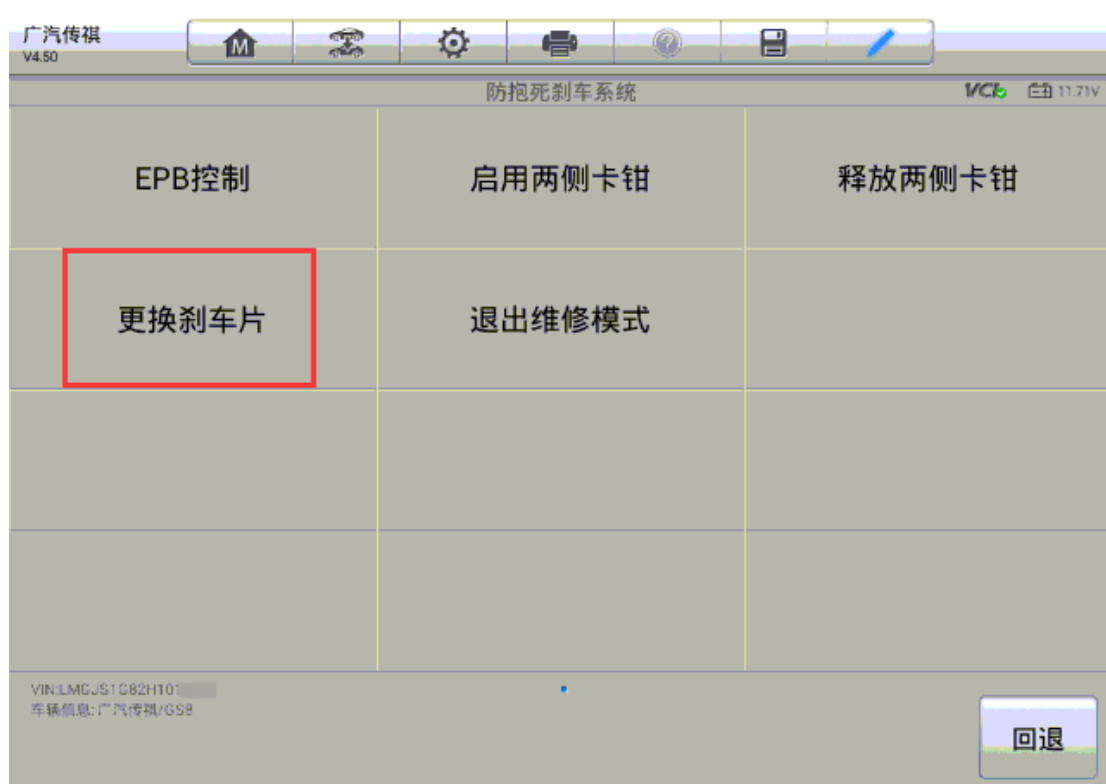 广汽传祺
V4.50
M
防抱死刹车系统
VCI 11.71V
EPB控制 启用两侧卡钳 释放两侧卡钳
更换刹车片 退出维修模式
VIN:LMGJS1G82H101
车辆信息: 广汽传祺/GS8
回退